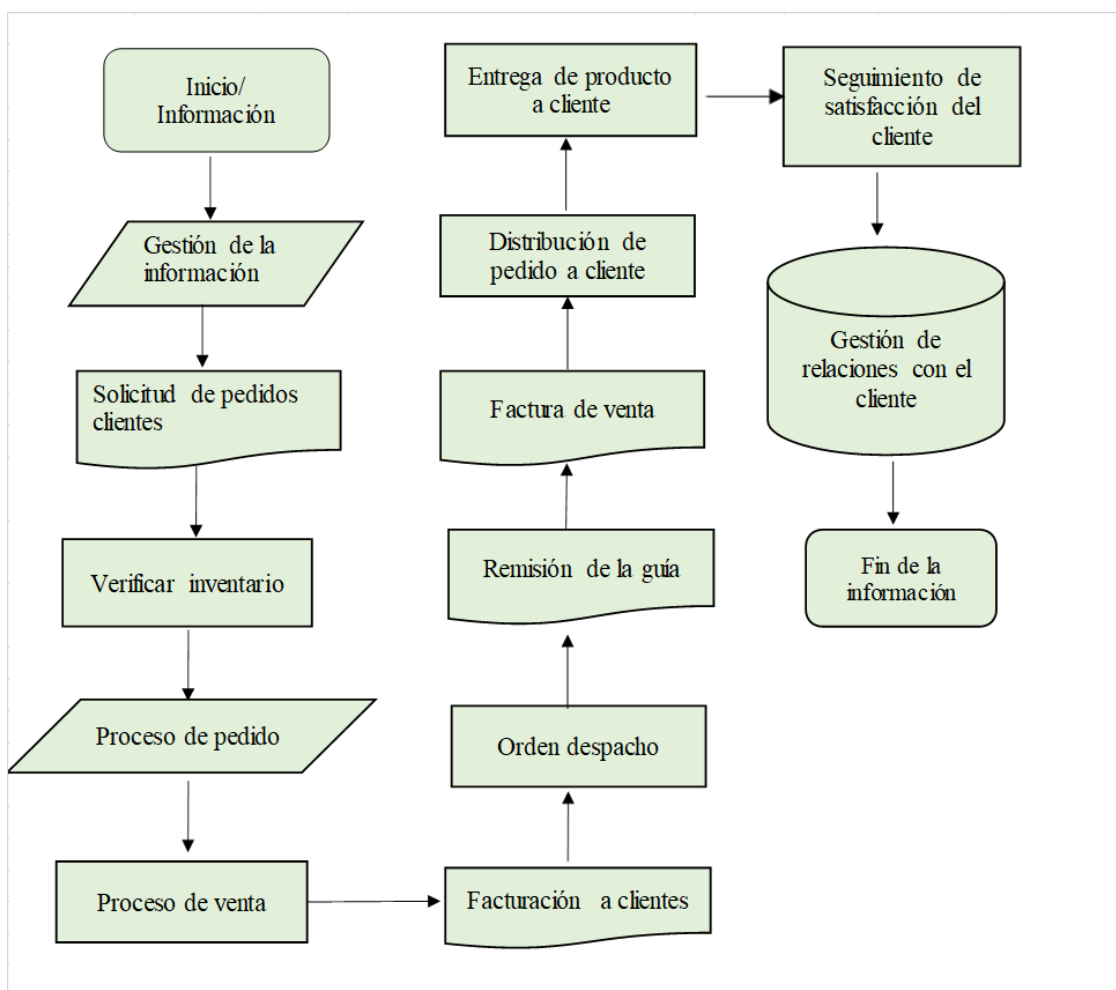 Inicio/
Información
Gestión de la
información
Solicitud de pedidos
clientes
Verificar inventario
Proceso de pedido
Proceso de venta
Facturación a clientes
Orden despacho
Remisión de la guía
Factura de venta
Distribución de
pedido a cliente
Entrega de producto
a cliente
Seguimiento de
satisfacción del
cliente
Gestión de
relaciones con el
cliente
Fin de la
información